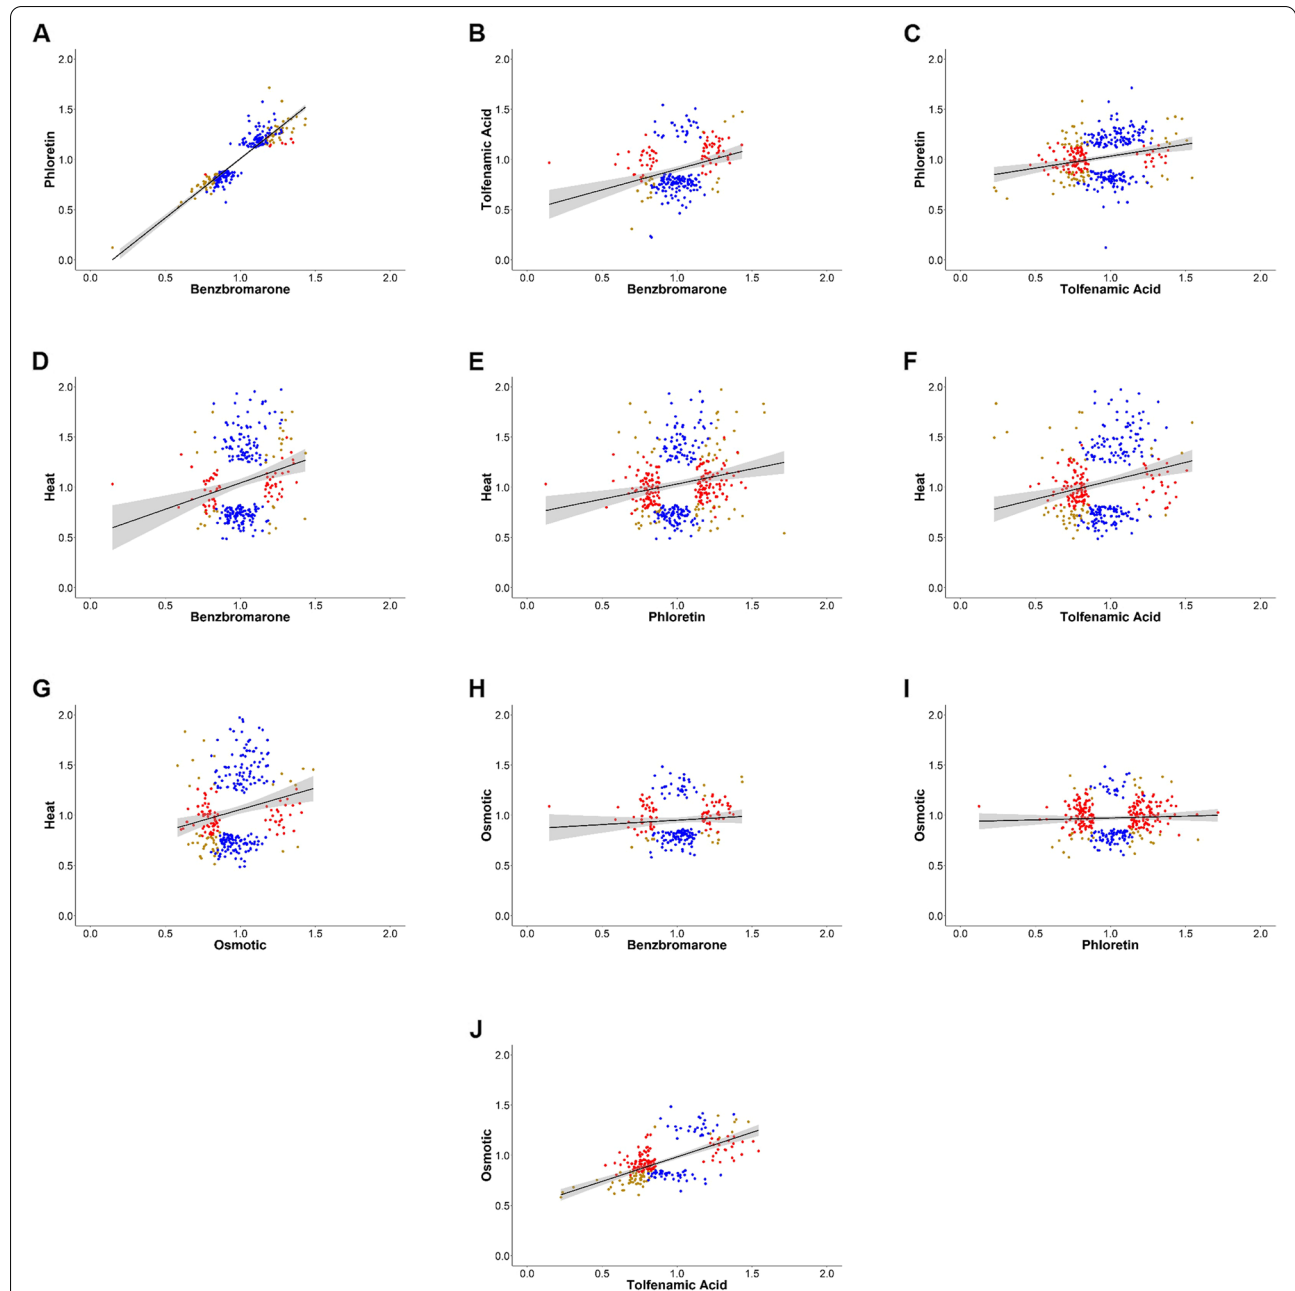 A B C
2.0 2.0 2.0
1.5 1.5 1.5
1.0 1.0 1.0
0.5 0.5 0.5
0.0 0.0 0.0
Phloretin Tolfenamic Acid Phloretin
0.0 0.5 1.0 1.5 2.0 0.0 0.5 1.0 1.5 2.0 0.0 0.5 1.0 1.5 2.0
Benzbromarone Benzbromarone Tolfenamic Acid
D E F
2.0 2.0 2.0
1.5 1.5 1.5
1.0 1.0 1.0
0.5 0.5 0.5
0.0 0.0 0.0
Heat Heat Heat
0.0 0.5 1.0 1.5 2.0 0.0 0.5 1.0 1.5 2.0 0.0 0.5 1.0 1.5 2.0
Benzbromarone Phloretin Tolfenamic Acid
G H I
2.0 2.0 2.0
1.5 1.5 1.5
1.0 1.0 1.0
0.5 0.5 0.5
0.0 0.0 0.0
Heat Osmotic Osmotic
0.0 0.5 1.0 1.5 2.0 0.0 0.5 1.0 1.5 2.0 0.0 0.5 1.0 1.5 2.0
Osmotic Benzbromarone Phloretin
J
2.0
1.5
1.0
0.5
0.0
Osmotic
0.0 0.5 1.0 1.5 2.0
Tolfenamic Acid